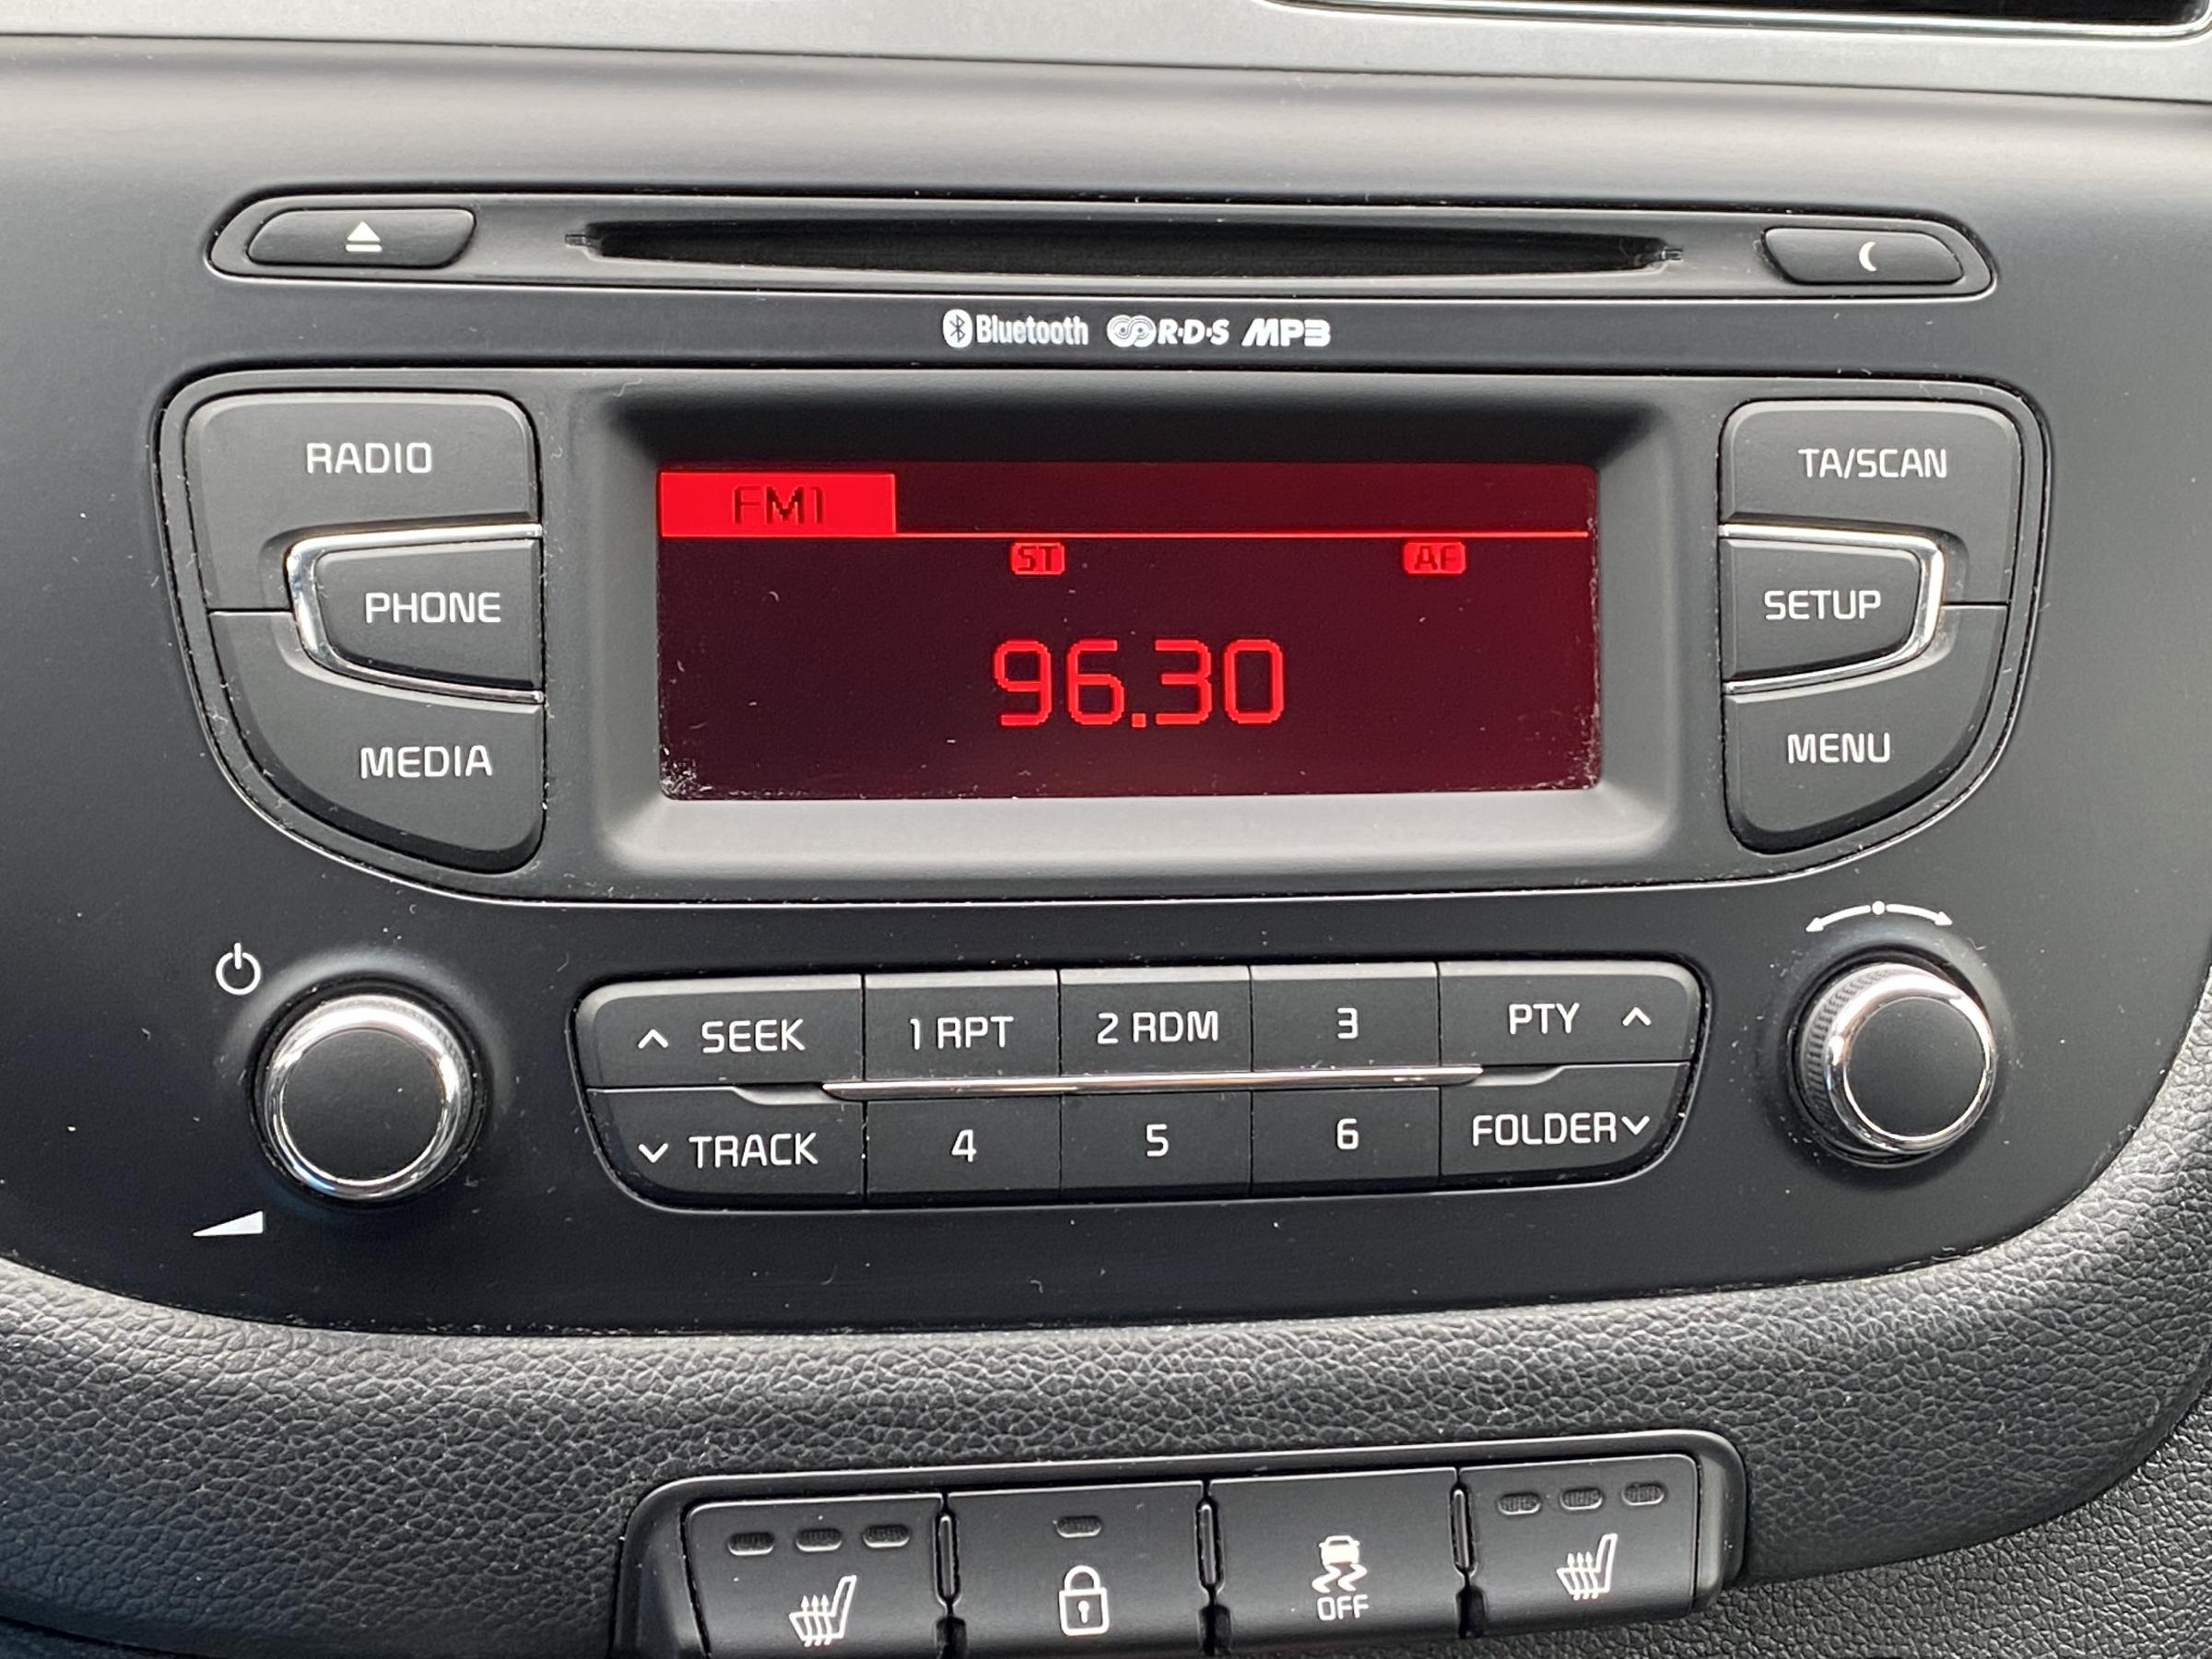 Bluetooth R·D·S MP3
RADIO
TA/SCAN
FM1
ST AF
PHONE
SETUP
96.30
MEDIA
MENU
SEEK 1 RPT 2 RDM 3 PTY
TRACK 4 5 6 FOLDER
OFF